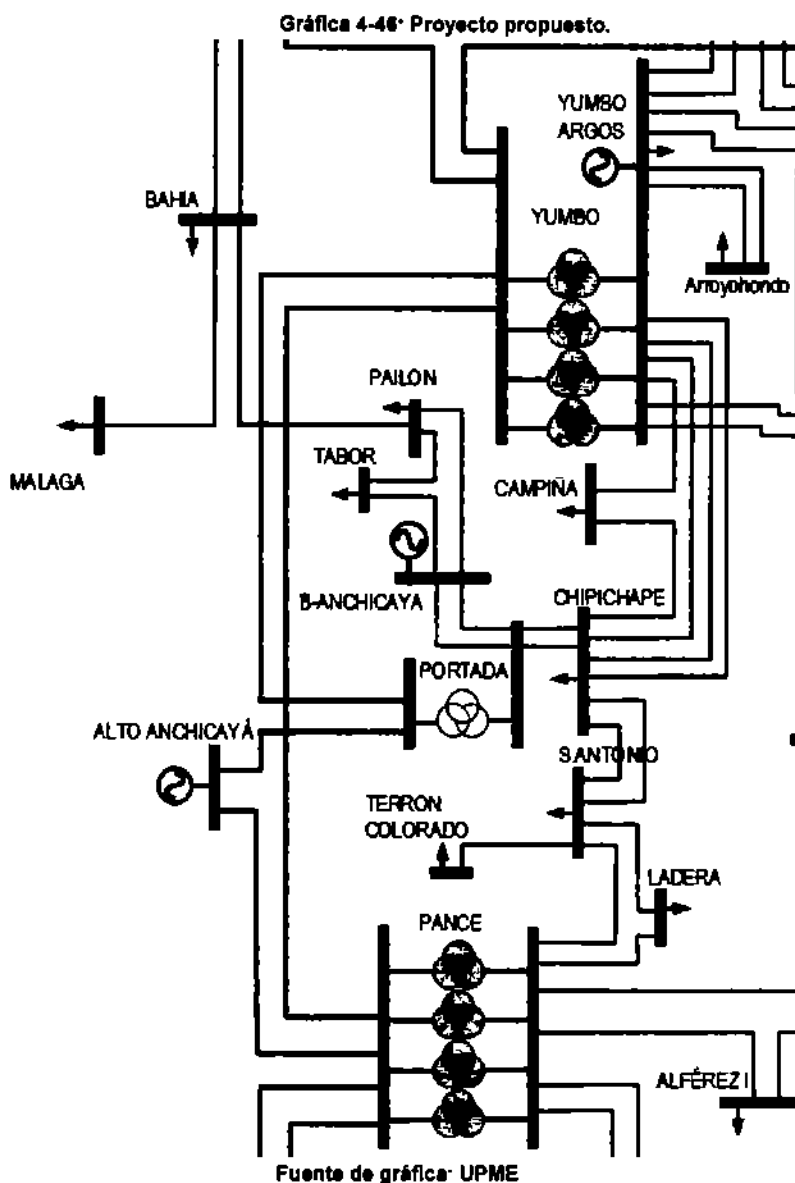 Gráfica 4-46· Proyecto propuesto.
YUMBO
ARGOS
BAHIA
YUMBO
Arroyohondo
PAILON
TABOR
CAMPIÑA
MALAGA
B-ANCHICAYA
CHIPICHAPE
PORTADA
ALTO ANCHICAYÁ
S.ANTONIO
TERRON
COLORADO
LADERA
PANCE
ALFÉREZ I
Fuente de gráfica· UPME